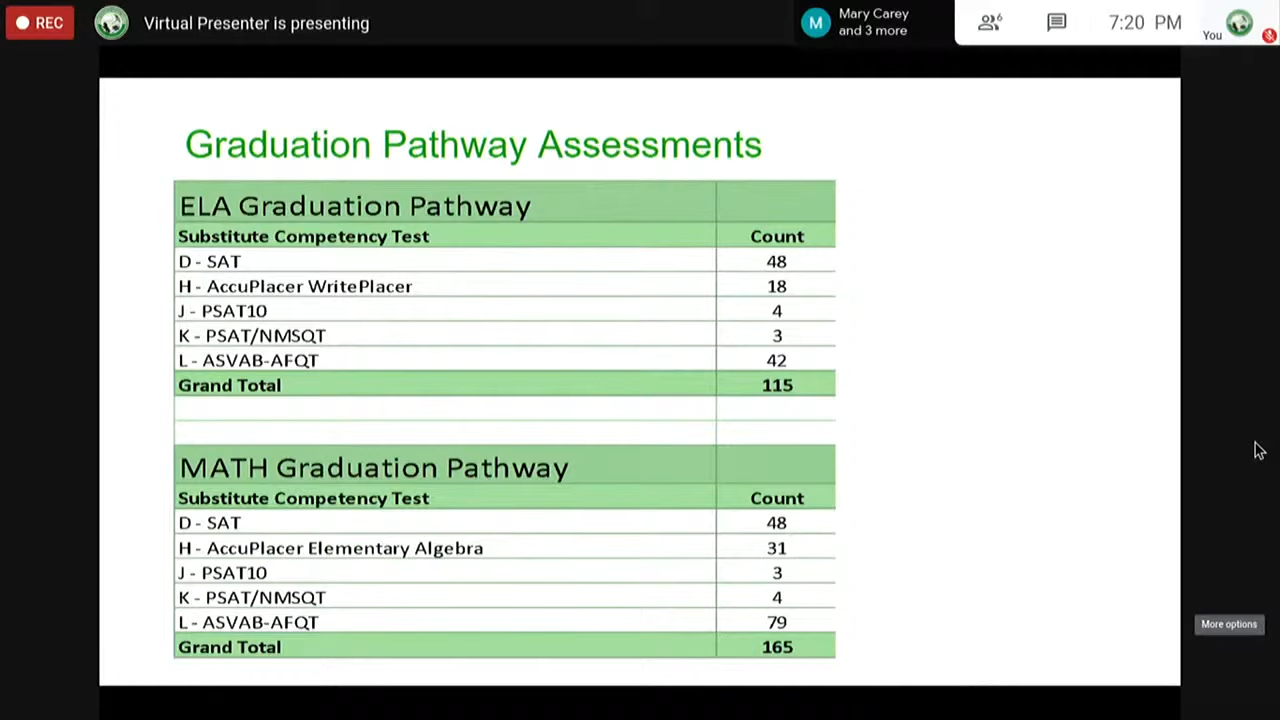 REC
Virtual Presenter is presenting
M
Mary Carey
and 3 more
6
7:20 PM
You
Graduation Pathway Assessments
ELA Graduation Pathway
Substitute Competency Test Count
D - SAT 48
H - AccuPlacer WritePlacer 18
J - PSAT10 4
K - PSAT/NMSQT 3
L - ASVAB-AFQT 42
Grand Total 115
MATH Graduation Pathway
Substitute Competency Test Count
D - SAT 48
H - AccuPlacer Elementary Algebra 31
J - PSAT10 3
K - PSAT/NMSQT 4
L - ASVAB-AFQT 79
Grand Total 165
More options